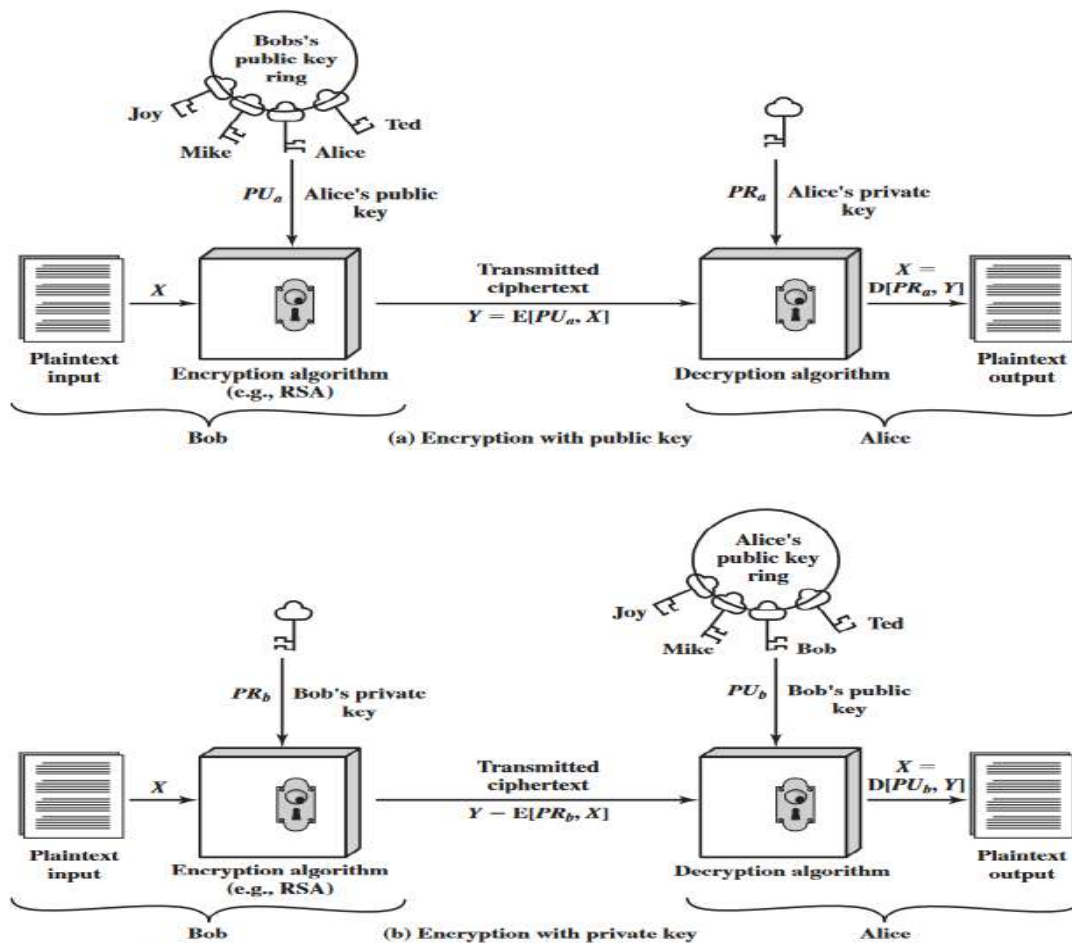 Bobs's
public key
ring
Joy
Ted
Mike
Alice
PUa
Alice's public
key
PRa
Alice's private
key
X
Transmitted
ciphertext
Y = E[PUa, X]
X =
D[PRa, Y]
Plaintext
input
Encryption algorithm
(e.g., RSA)
Decryption algorithm
Plaintext
output
Bob
(a) Encryption with public key
Alice
Alice's
public key
ring
Joy
Ted
Mike
Bob
PRb
Bob's private
key
PUb
Bob's public
key
X
Transmitted
ciphertext
Y − E[PRb, X]
X =
D[PUb, Y]
Plaintext
input
Encryption algorithm
(e.g., RSA)
Decryption algorithm
Plaintext
output
Bob
(b) Encryption with private key
Alice